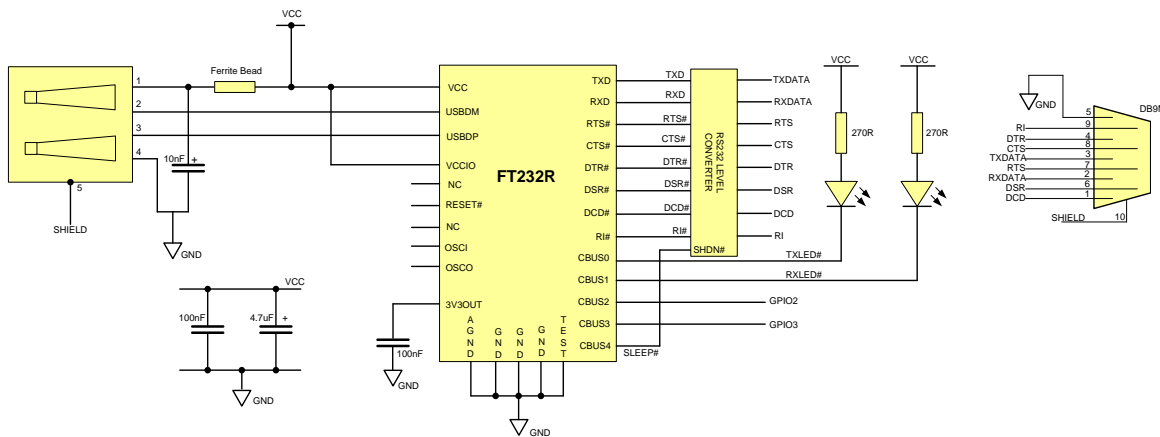 VCC
Ferrite Bead
1
2
3
4
5
SHIELD
10nF +
GND
VCC
100nF
4.7uF +
GND
FT232R
VCC
USBDM
USBDP
VCCIO
NC
RESET#
NC
OSCI
OSCO
3V3OUT
100nF
GND
AGND
GND
GND
GND
TEST
GND
TXD
RXD
RTS#
CTS#
DTR#
DSR#
DCD#
RI#
CBUS0
CBUS1
CBUS2
CBUS3
CBUS4
TXD
RXD
RTS#
CTS#
DTR#
DSR#
DCD#
RI#
SLEEP#
RS232 LEVEL
CONVERTER
SHDN#
TXDATA
RXDATA
RTS
CTS
DTR
DSR
DCD
RI
TXLED#
RXLED#
GPIO2
GPIO3
VCC
270R
VCC
270R
GND
5
RI 9
DTR 4
CTS 8
TXDATA 3
RTS 7
RXDATA 2
DSR 6
DCD 1
SHIELD 10